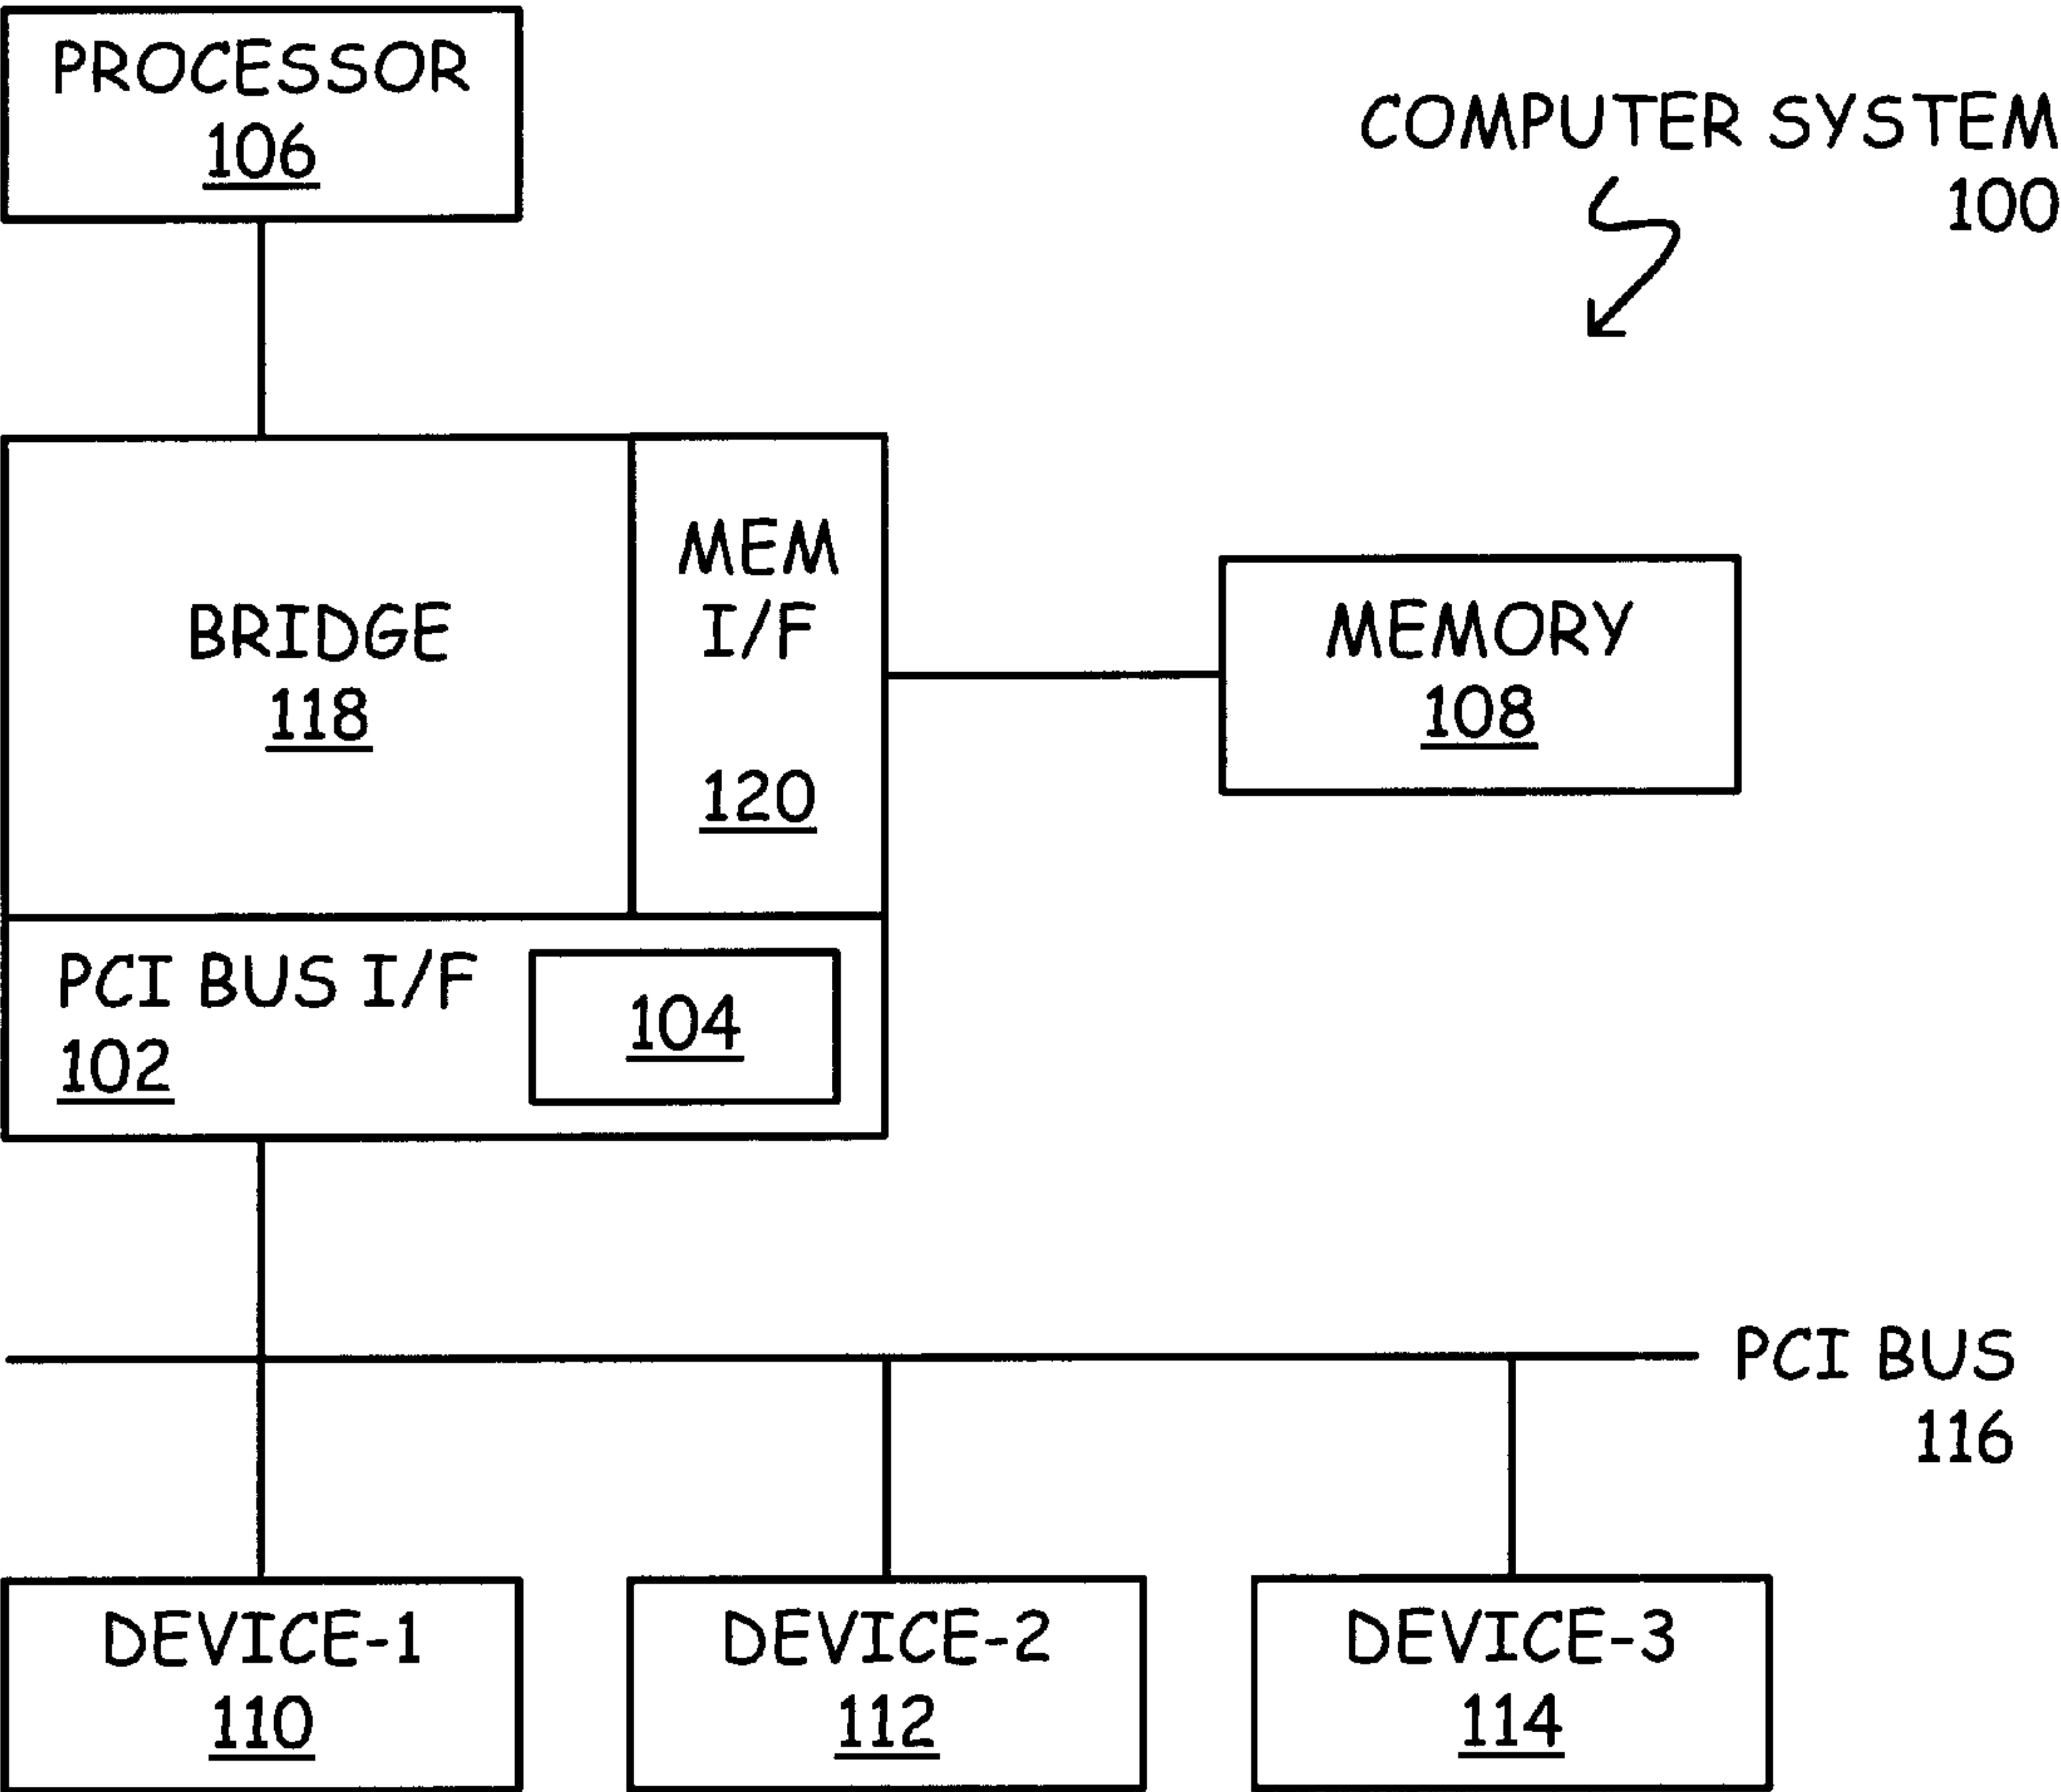 PROCESSOR
106
COMPUTER SYSTEM
100
BRIDGE
118
MEM
I/F
120
MEMORY
108
PCI BUS I/F
102
104
PCI BUS
116
DEVICE-1
110
DEVICE-2
112
DEVICE-3
114